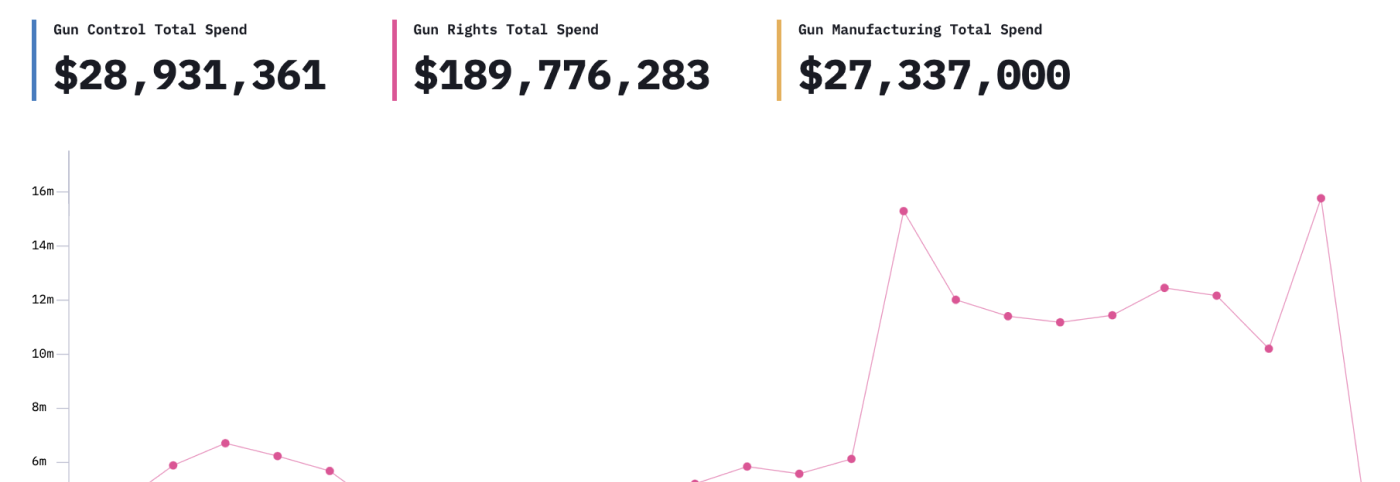 Gun Control Total Spend
$28,931,361
Gun Rights Total Spend
$189,776,283
Gun Manufacturing Total Spend
$27,337,000
16m
14m
12m
10m
8m
6m